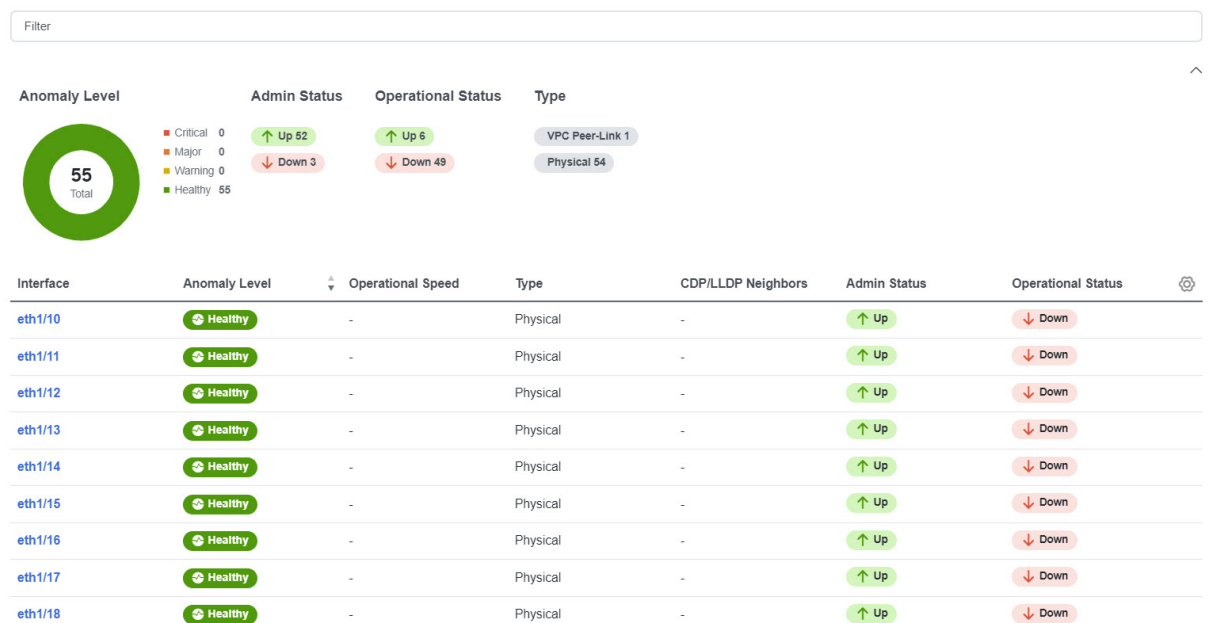 Filter
Anomaly Level Admin Status Operational Status Type
55
Total
Critical 0
Major 0
Warning 0
Healthy 55
Up 52
Down 3
Up 6
Down 49
VPC Peer-Link 1
Physical 54
Interface Anomaly Level Operational Speed Type CDP/LLDP Neighbors Admin Status Operational Status
eth1/10 Healthy - Physical - Up Down
eth1/11 Healthy - Physical - Up Down
eth1/12 Healthy - Physical - Up Down
eth1/13 Healthy - Physical - Up Down
eth1/14 Healthy - Physical - Up Down
eth1/15 Healthy - Physical - Up Down
eth1/16 Healthy - Physical - Up Down
eth1/17 Healthy - Physical - Up Down
eth1/18 Healthy - Physical - Up Down